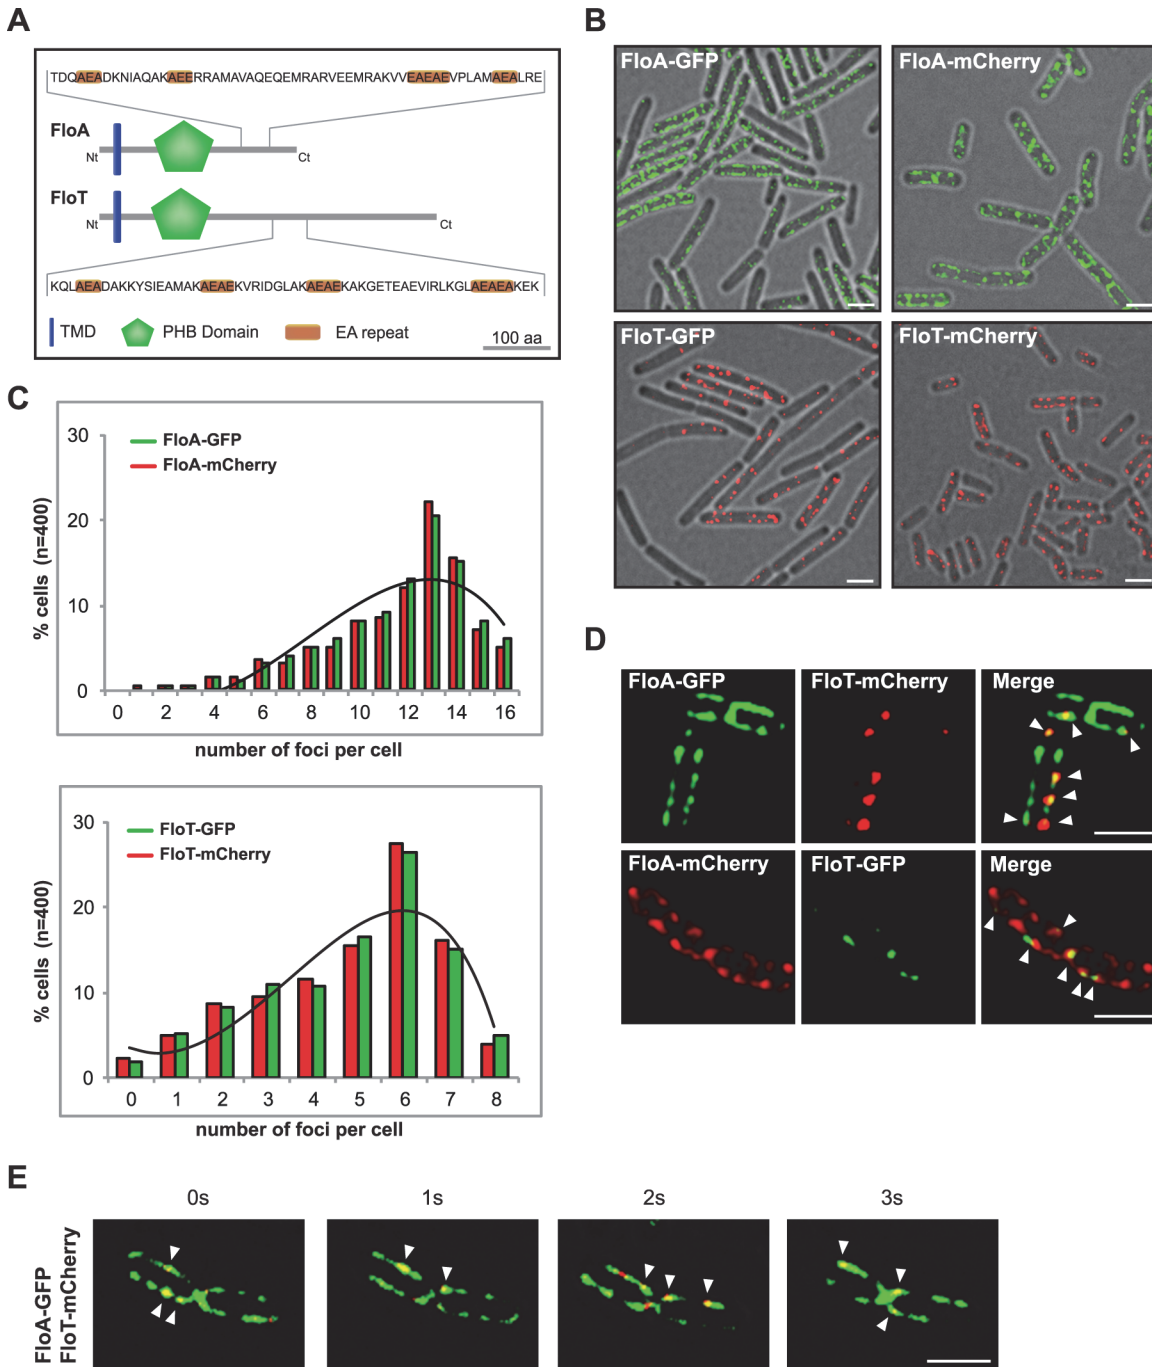 A
TDQAEADKNIAQAKAEERRAMAVAQEQEMRARVEEMRAKVVEAEAEVPLAMAEALRE
FloA
Nt
Ct
FloT
Nt
Ct
KQLAEADAKKYSIEAMAKAEAEKVRIDGLAKAEAEKAKGETEAEVIRLKGLAEAEAKEK
TMD
PHB Domain
EA repeat
100 aa
B
FloA-GFP
FloA-mCherry
FloT-GFP
FloT-mCherry
C
FloA-GFP
FloA-mCherry
% cells (n=400)
30
20
10
0
0 2 4 6 8 10 12 14 16
number of foci per cell
FloT-GFP
FloT-mCherry
% cells (n=400)
30
20
10
0
0 1 2 3 4 5 6 7 8
number of foci per cell
D
FloA-GFP
FloT-mCherry
Merge
FloA-mCherry
FloT-GFP
Merge
E
0s
1s
2s
3s
FloA-GFP
FloT-mCherry